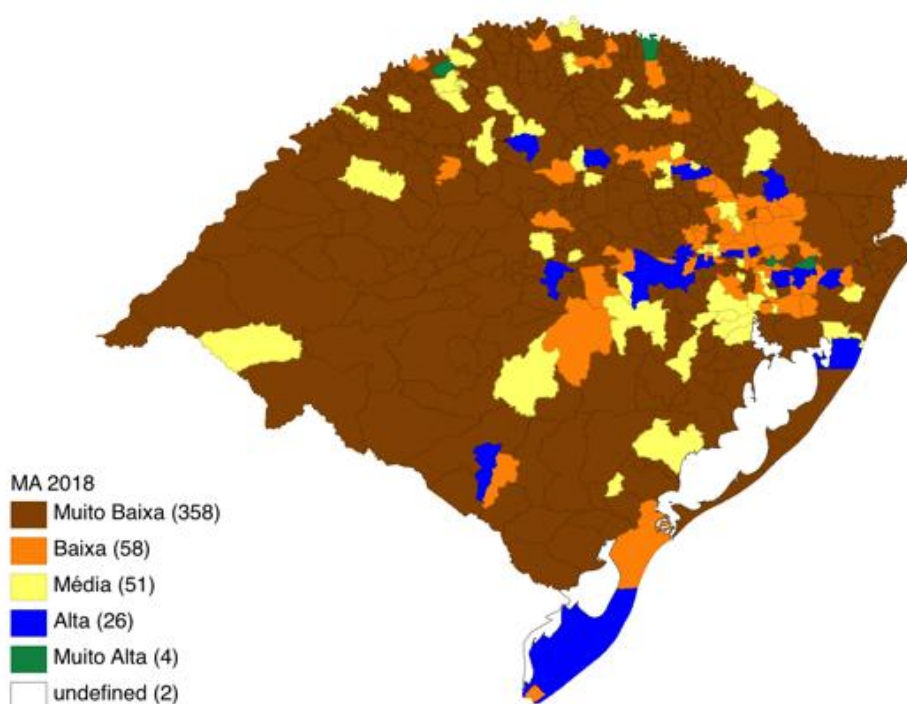 MA 2018
Muito Baixa (358)
Baixa (58)
Média (51)
Alta (26)
Muito Alta (4)
undefined (2)